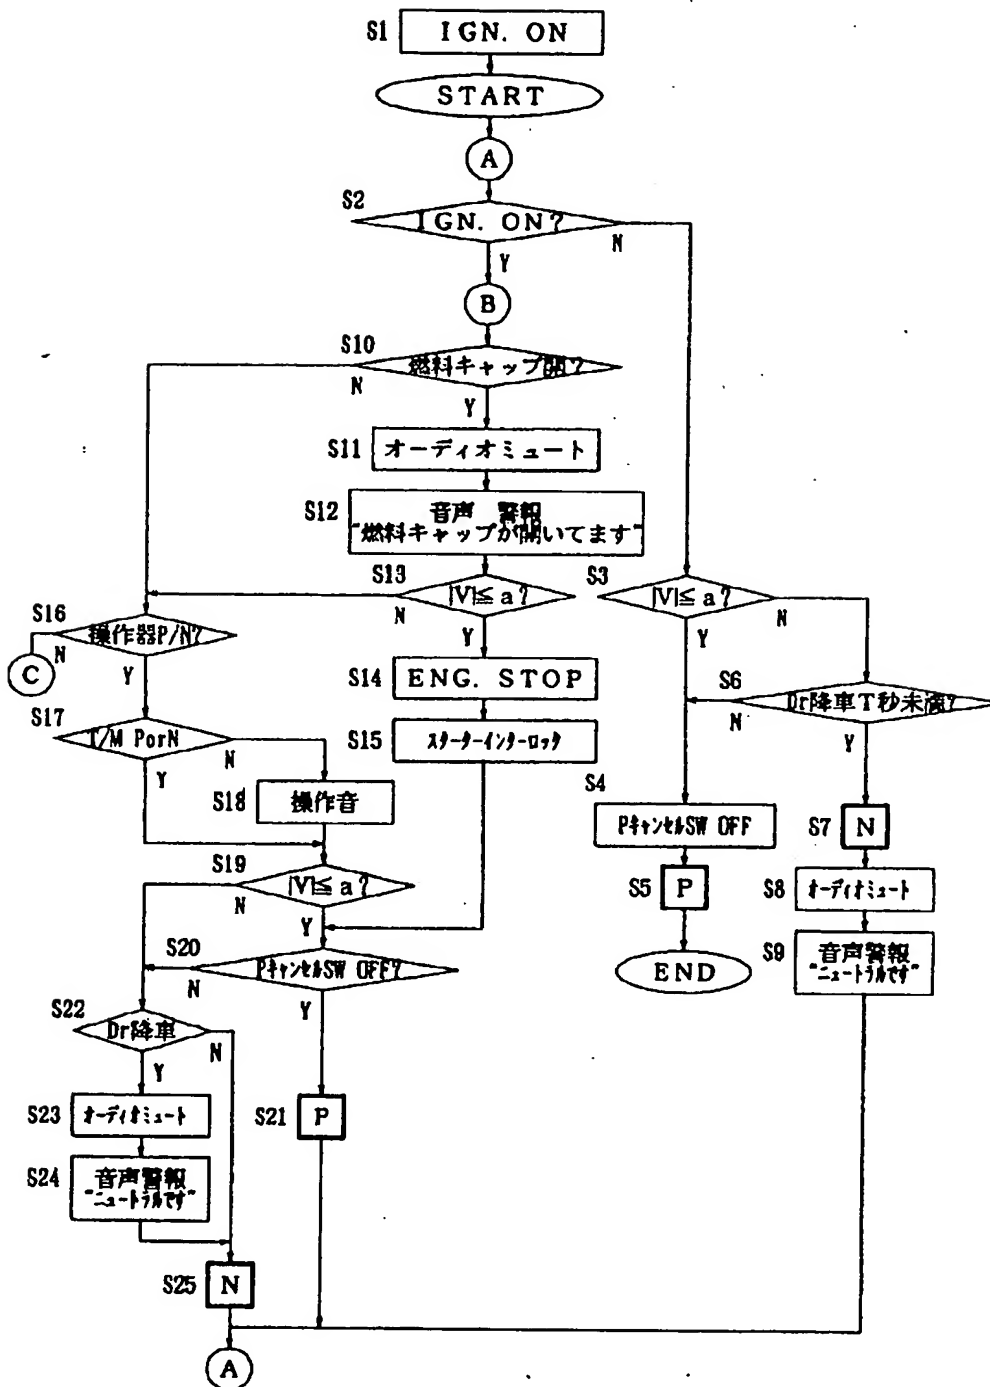 S1
IGN. ON
START
A
S2
IGN. ON?
N
Y
B
S10
燃料キャップ開?
N
Y
S11
オーディオミュート
S12
音声 警報
"燃料キャップが開いてます"
S13
|V|≦a?
N
Y
S3
|V|≦a?
N
Y
S16
操作器P/N?
N
Y
C
S14
ENG. STOP
S6
Dr降車T秒未満?
N
Y
S17
T/M PorN
N
Y
S15
スターターインターロック
S18
操作音
S4
PキャンセルSW OFF
S7
N
S19
|V|≦a?
N
Y
S5
P
S8
オーディオミュート
S20
PキャンセルSW OFF?
N
Y
END
S9
音声警報
"ニュートラルです"
S22
Dr降車
N
Y
S23
オーディオミュート
S21
P
S24
音声警報
"ニュートラルです"
S25
N
A